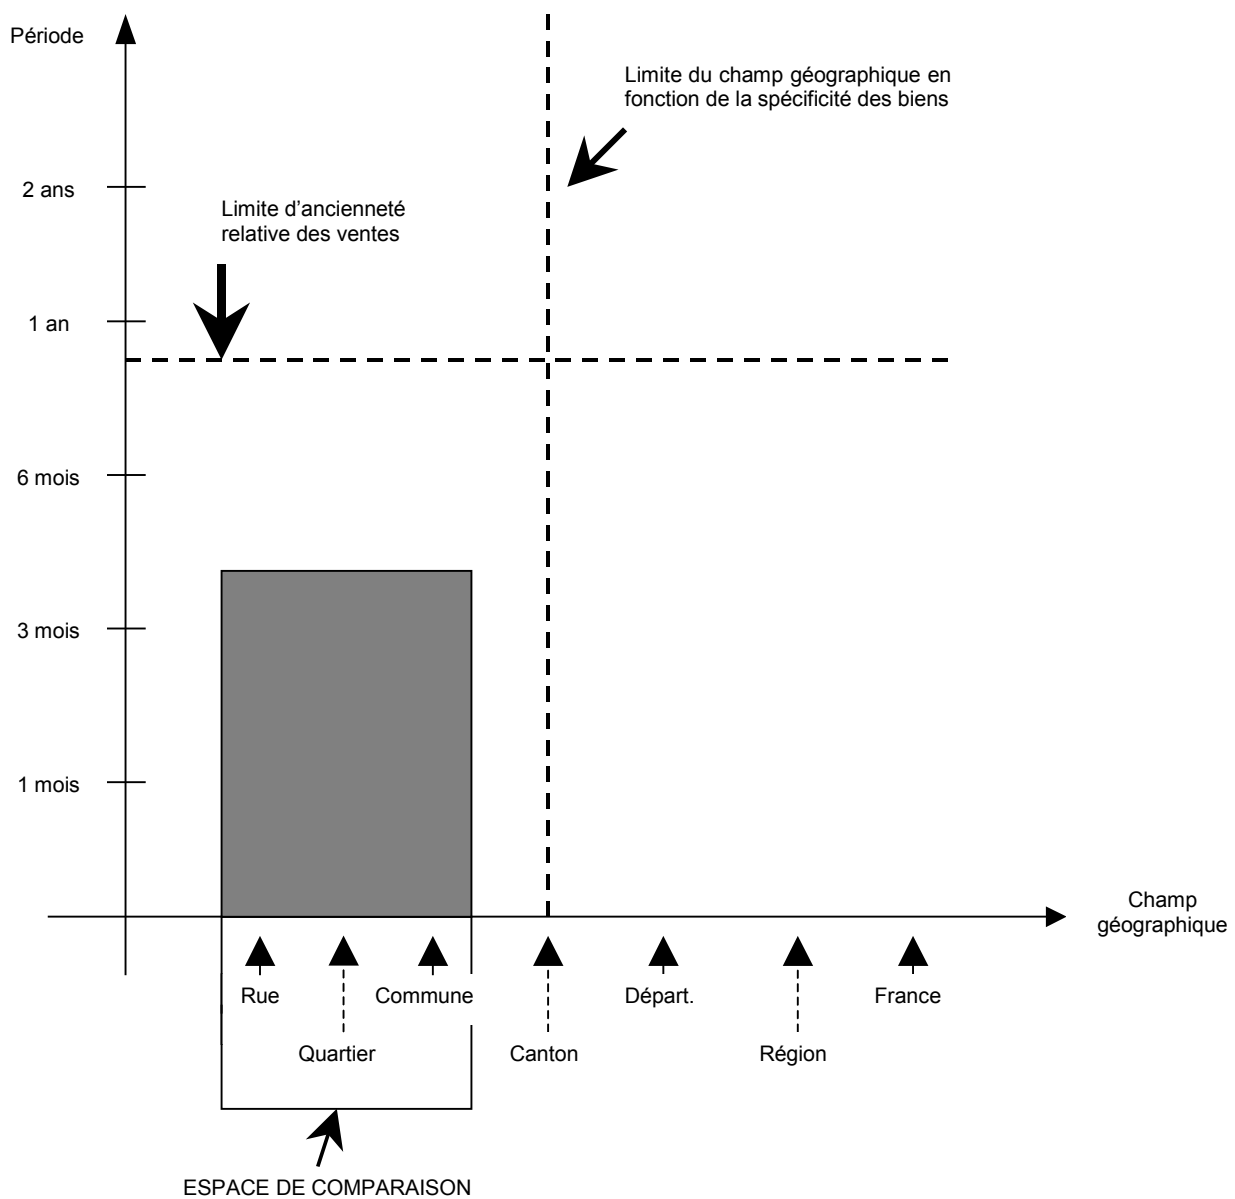 Période
Limite du champ géographique en
fonction de la spécificité des biens
2 ans
Limite d’ancienneté
relative des ventes
1 an
6 mois
3 mois
1 mois
Champ
géographique
Rue
Commune
Départ.
France
Quartier
Canton
Région
ESPACE DE COMPARAISON